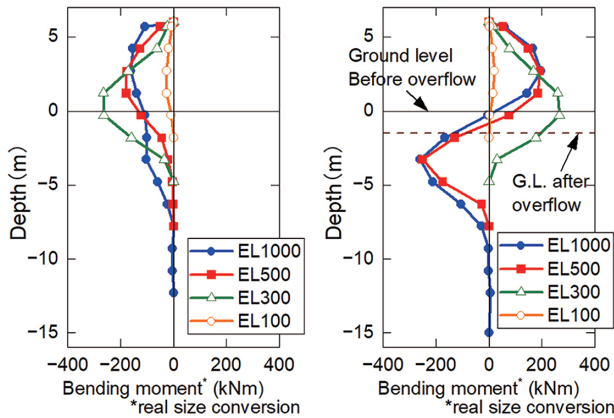 5
0
−5
−10
−15
Depth (m)
EL1000
EL500
EL300
EL100
−400 −200 0 200 400
Bending moment* (kNm)
*real size conversion
5
0
−5
−10
−15
Depth (m)
Ground level
Before overflow
G.L. after
overflow
EL1000
EL500
EL300
EL100
−400 −200 0 200 400
Bending moment* (kNm)
*real size conversion